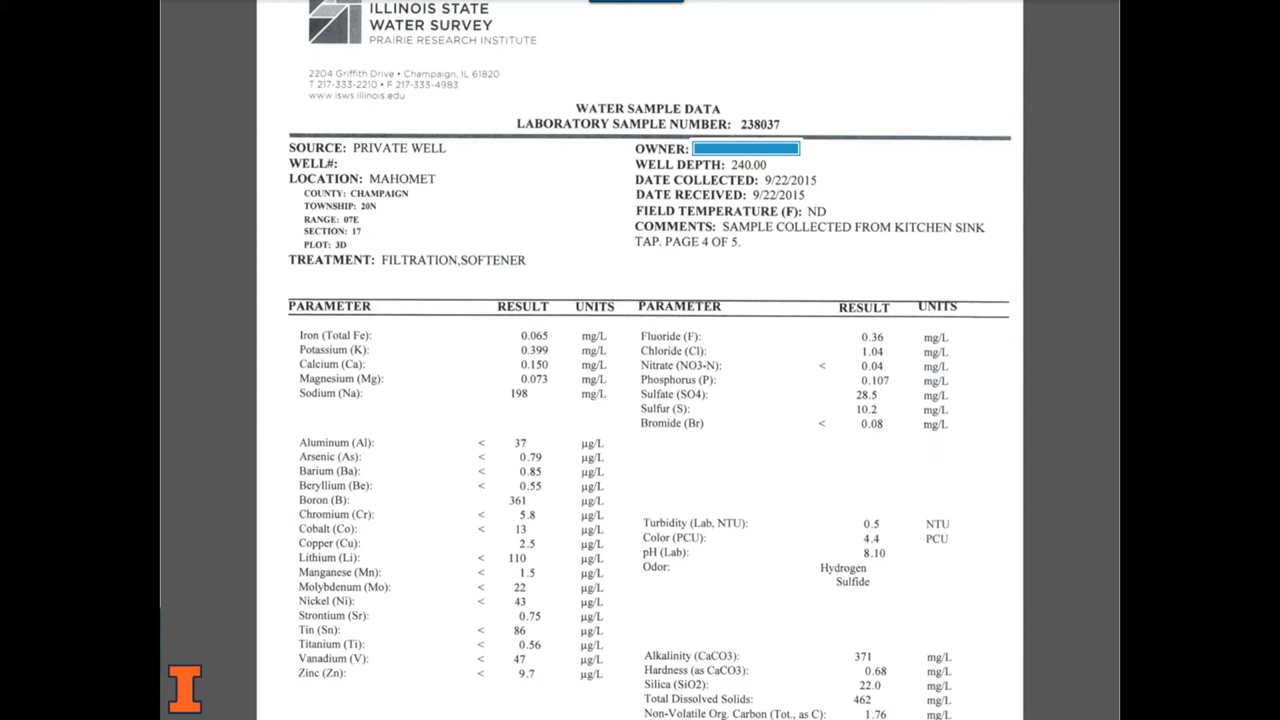 ILLINOIS STATE
WATER SURVEY
PRAIRIE RESEARCH INSTITUTE
2204 Griffith Drive • Champaign, IL 61820
T 217-333-2210 • F 217-333-4983
www.isws.illinois.edu
WATER SAMPLE DATA
LABORATORY SAMPLE NUMBER: 238037
SOURCE: PRIVATE WELL
WELL#:
LOCATION: MAHOMET
COUNTY: CHAMPAIGN
TOWNSHIP: 20N
RANGE: 07E
SECTION: 17
PLOT: 3D
TREATMENT: FILTRATION,SOFTENER
OWNER:
WELL DEPTH: 240.00
DATE COLLECTED: 9/22/2015
DATE RECEIVED: 9/22/2015
FIELD TEMPERATURE (F): ND
COMMENTS: SAMPLE COLLECTED FROM KITCHEN SINK
TAP. PAGE 4 OF 5.
PARAMETER RESULT UNITS
Iron (Total Fe): 0.065 mg/L
Potassium (K): 0.399 mg/L
Calcium (Ca): 0.150 mg/L
Magnesium (Mg): 0.073 mg/L
Sodium (Na): 198 mg/L
Aluminum (Al): < 37 µg/L
Arsenic (As): < 0.79 µg/L
Barium (Ba): < 0.85 µg/L
Beryllium (Be): < 0.55 µg/L
Boron (B): 361 µg/L
Chromium (Cr): < 5.8 µg/L
Cobalt (Co): < 13 µg/L
Copper (Cu): 2.5 µg/L
Lithium (Li): < 110 µg/L
Manganese (Mn): < 1.5 µg/L
Molybdenum (Mo): < 22 µg/L
Nickel (Ni): < 43 µg/L
Strontium (Sr): 0.75 µg/L
Tin (Sn): < 86 µg/L
Titanium (Ti): < 0.56 µg/L
Vanadium (V): < 47 µg/L
Zinc (Zn): < 9.7 µg/L
PARAMETER RESULT UNITS
Fluoride (F): 0.36 mg/L
Chloride (Cl): 1.04 mg/L
Nitrate (NO3-N): < 0.04 mg/L
Phosphorus (P): 0.107 mg/L
Sulfate (SO4): 28.5 mg/L
Sulfur (S): 10.2 mg/L
Bromide (Br) < 0.08 mg/L
Turbidity (Lab, NTU): 0.5 NTU
Color (PCU): 4.4 PCU
pH (Lab): 8.10
Odor: Hydrogen
Sulfide
Alkalinity (CaCO3): 371 mg/L
Hardness (as CaCO3): 0.68 mg/L
Silica (SiO2): 22.0 mg/L
Total Dissolved Solids: 462 mg/L
Non-Volatile Org. Carbon (Tot., as C): 1.76 mg/L
I